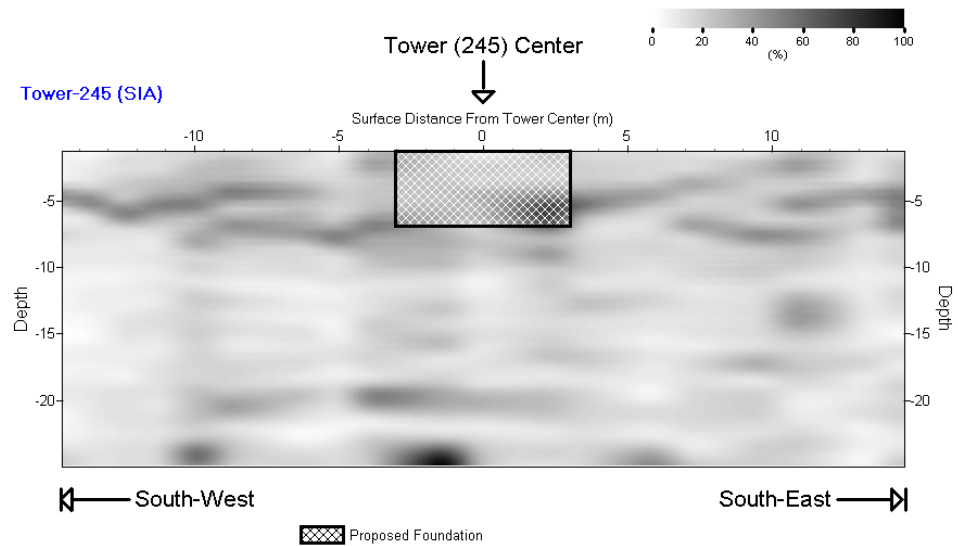 0 20 40 60 80 100
(%)
Tower (245) Center
Tower-245 (SIA)
Surface Distance From Tower Center (m)
-10 -5 0 5 10
-5 -5
-10 -10
Depth Depth
-15 -15
-20 -20
South-West South-East
Proposed Foundation